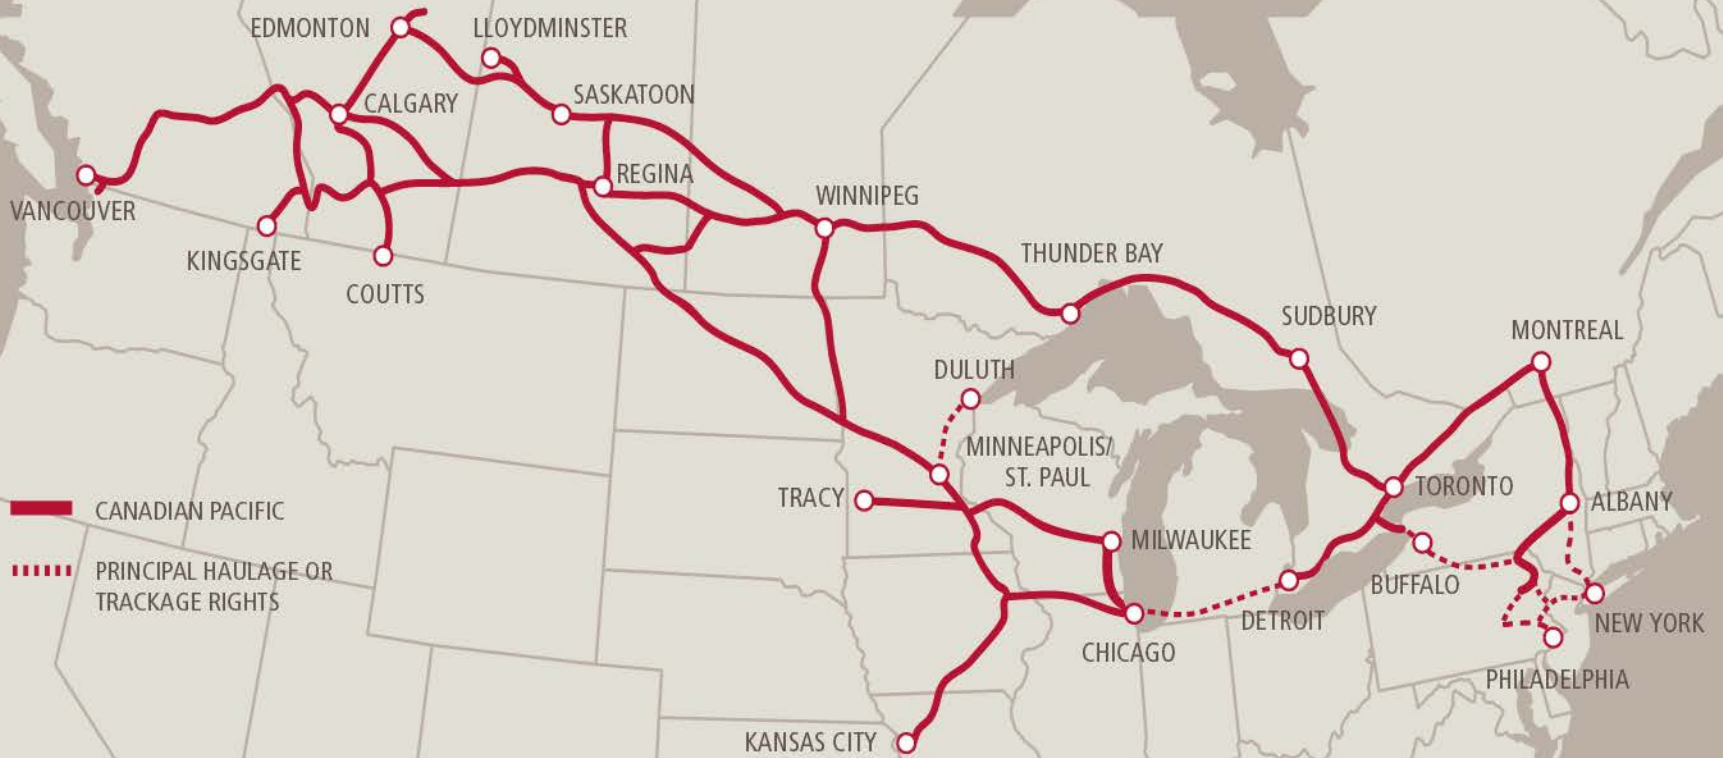 EDMONTON
LLOYDMINSTER
CALGARY
SASKATOON
REGINA
VANCOUVER
WINNIPEG
KINGSGATE
COUTTS
THUNDER BAY
SUDBURY
MONTREAL
DULUTH
MINNEAPOLIS/
ST. PAUL
TRACY
TORONTO
ALBANY
CANADIAN PACIFIC
MILWAUKEE
PRINCIPAL HAULAGE OR
TRACKAGE RIGHTS
BUFFALO
DETROIT
NEW YORK
CHICAGO
PHILADELPHIA
KANSAS CITY